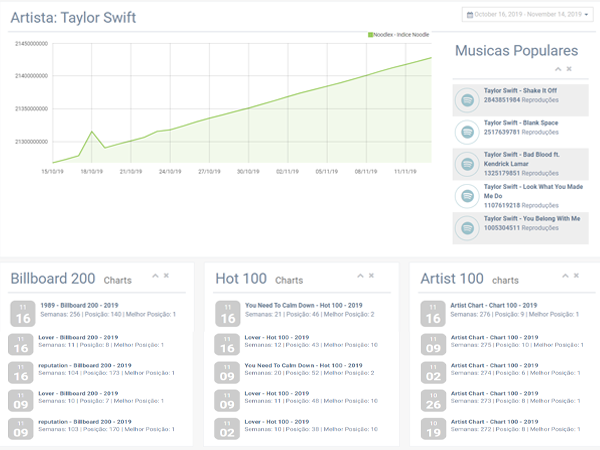 Artista: Taylor Swift
October 16, 2019 - November 14, 2019
Noodlex - Indice Noodle
21450000000
21400000000
21350000000
21300000000
15/10/19
18/10/19
21/10/19
24/10/19
27/10/19
30/10/19
02/11/19
05/11/19
08/11/19
11/11/19
Musicas Populares
Taylor Swift - Shake It Off
2843851984 Reproduções
Taylor Swift - Blank Space
2517639781 Reproduções
Taylor Swift - Bad Blood ft.
Kendrick Lamar
1325179851 Reproduções
Taylor Swift - Look What You Made
Me Do
1107619218 Reproduções
Taylor Swift - You Belong With Me
1005304511 Reproduções
Billboard 200 Charts
11
16
1989 - Billboard 200 - 2019
Semanas: 256 | Posição: 140 | Melhor Posição: 1
11
16
Lover - Billboard 200 - 2019
Semanas: 11 | Posição: 8 | Melhor Posição: 1
11
16
reputation - Billboard 200 - 2019
Semanas: 104 | Posição: 173 | Melhor Posição: 1
11
09
Lover - Billboard 200 - 2019
Semanas: 10 | Posição: 7 | Melhor Posição: 1
11
09
reputation - Billboard 200 - 2019
Semanas: 103 | Posição: 170 | Melhor Posição: 1
Hot 100 Charts
11
16
You Need To Calm Down - Hot 100 - 2019
Semanas: 21 | Posição: 46 | Melhor Posição: 2
11
16
Lover - Hot 100 - 2019
Semanas: 12 | Posição: 43 | Melhor Posição: 16
11
09
You Need To Calm Down - Hot 100 - 2019
Semanas: 20 | Posição: 52 | Melhor Posição: 2
11
09
Lover - Hot 100 - 2019
Semanas: 11 | Posição: 48 | Melhor Posição: 16
11
02
Lover - Hot 100 - 2019
Semanas: 10 | Posição: 38 | Melhor Posição: 16
Artist 100 charts
11
16
Artist Chart - Chart 100 - 2019
Semanas: 276 | Posição: 9 | Melhor Posição: 1
11
09
Artist Chart - Chart 100 - 2019
Semanas: 275 | Posição: 10 | Melhor Posição: 1
11
02
Artist Chart - Chart 100 - 2019
Semanas: 274 | Posição: 6 | Melhor Posição: 1
10
26
Artist Chart - Chart 100 - 2019
Semanas: 273 | Posição: 8 | Melhor Posição: 1
10
19
Artist Chart - Chart 100 - 2019
Semanas: 272 | Posição: 8 | Melhor Posição: 1